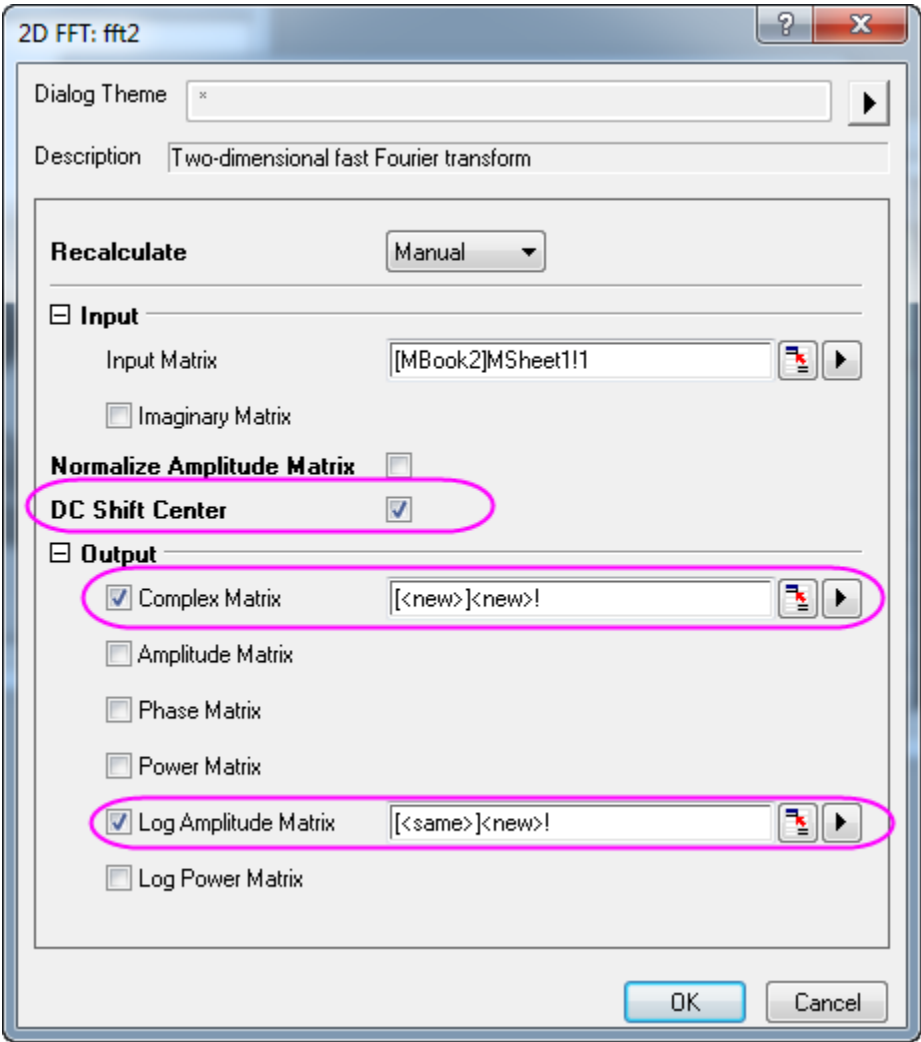 2D FFT: fft2
Dialog Theme *
Description Two-dimensional fast Fourier transform
Recalculate Manual
Input
Input Matrix [MBook2]MSheet1!1
Imaginary Matrix
Normalize Amplitude Matrix
DC Shift Center
Output
Complex Matrix [<new>]<new>!
Amplitude Matrix
Phase Matrix
Power Matrix
Log Amplitude Matrix [<same>]<new>!
Log Power Matrix
OK Cancel